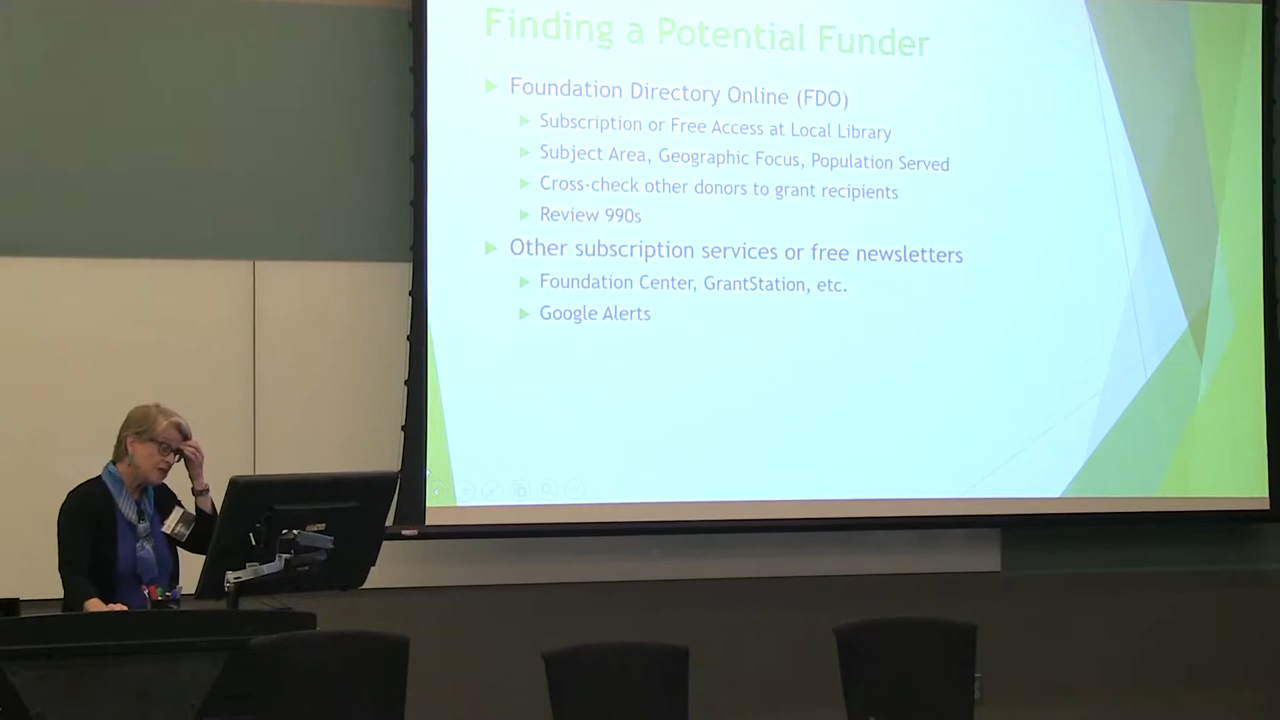 Finding a Potential Funder
Foundation Directory Online (FDO)
Subscription or Free Access at Local Library
Subject Area, Geographic Focus, Population Served
Cross-check other donors to grant recipients
Review 990s
Other subscription services or free newsletters
Foundation Center, GrantStation, etc.
Google Alerts